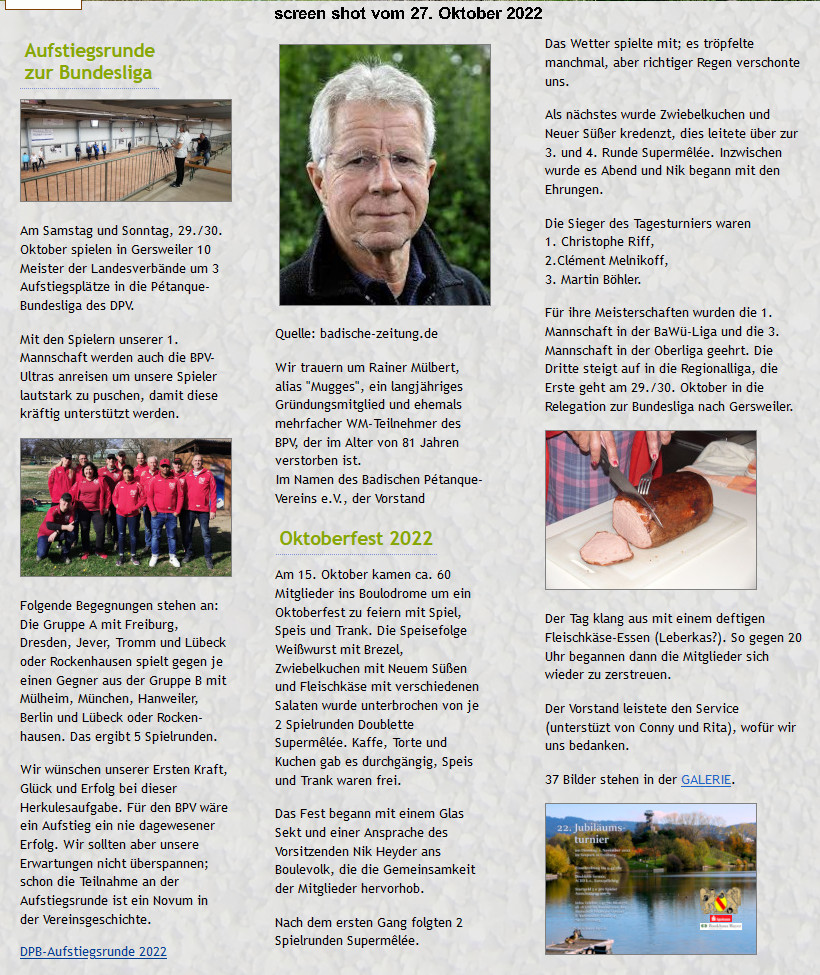 screen shot vom 27. Oktober 2022
Aufstiegsrunde
zur Bundesliga
Am Samstag und Sonntag, 29./30.
Oktober spielen in Gersweiler 10
Meister der Landesverbände um 3
Aufstiegsplätze in die Pétanque-
Bundesliga des DPV.
Mit den Spielern unserer 1.
Mannschaft werden auch die BPV-
Ultras anreisen um unsere Spieler
lautstark zu puschen, damit diese
kräftig unterstützt werden.
Folgende Begegnungen stehen an:
Die Gruppe A mit Freiburg,
Dresden, Jever, Tromm und Lübeck
oder Rockenhausen spielt gegen je
einen Gegner aus der Gruppe B mit
Mülheim, München, Hanweiler,
Berlin und Lübeck oder Rocken-
hausen. Das ergibt 5 Spielrunden.
Wir wünschen unserer Ersten Kraft,
Glück und Erfolg bei dieser
Herkulesaufgabe. Für den BPV wäre
ein Aufstieg ein nie dagewesener
Erfolg. Wir sollten aber unsere
Erwartungen nicht überspannen;
schon die Teilnahme an der
Aufstiegsrunde ist ein Novum in
der Vereinsgeschichte.
DPB-Aufstiegsrunde 2022
Quelle: badische-zeitung.de
Wir trauern um Rainer Mülbert,
alias "Mugges", ein langjähriges
Gründungsmitglied und ehemals
mehrfacher WM-Teilnehmer des
BPV, der im Alter von 81 Jahren
verstorben ist.
Im Namen des Badischen Pétanque-
Vereins e.V., der Vorstand
Oktoberfest 2022
Am 15. Oktober kamen ca. 60
Mitglieder ins Boulodrome um ein
Oktoberfest zu feiern mit Spiel,
Speis und Trank. Die Speisefolge
Weißwurst mit Brezel,
Zwiebelkuchen mit Neuem Süßen
und Fleischkäse mit verschiedenen
Salaten wurde unterbrochen von je
2 Spielrunden Doublette
Supermêlée. Kaffe, Torte und
Kuchen gab es durchgängig, Speis
und Trank waren frei.
Das Fest begann mit einem Glas
Sekt und einer Ansprache des
Vorsitzenden Nik Heyder ans
Boulevolk, die die Gemeinsamkeit
der Mitglieder hervorhob.
Nach dem ersten Gang folgten 2
Spielrunden Supermêlée.
Das Wetter spielte mit; es tröpfelte
manchmal, aber richtiger Regen verschonte
uns.
Als nächstes wurde Zwiebelkuchen und
Neuer Süßer kredenzt, dies leitete über zur
3. und 4. Runde Supermêlée. Inzwischen
wurde es Abend und Nik begann mit den
Ehrungen.
Die Sieger des Tagesturniers waren
1. Christophe Riff,
2.Clément Melnikoff,
3. Martin Böhler.
Für ihre Meisterschaften wurden die 1.
Mannschaft in der BaWü-Liga und die 3.
Mannschaft in der Oberliga geehrt. Die
Dritte steigt auf in die Regionalliga, die
Erste geht am 29./30. Oktober in die
Relegation zur Bundesliga nach Gersweiler.
Der Tag klang aus mit einem deftigen
Fleischkäse-Essen (Leberkas?). So gegen 20
Uhr begannen dann die Mitglieder sich
wieder zu zerstreuen.
Der Vorstand leistete den Service
(unterstüzt von Conny und Rita), wofür wir
uns bedanken.
37 Bilder stehen in der GALERIE.
22. Jubiläums-
turnier